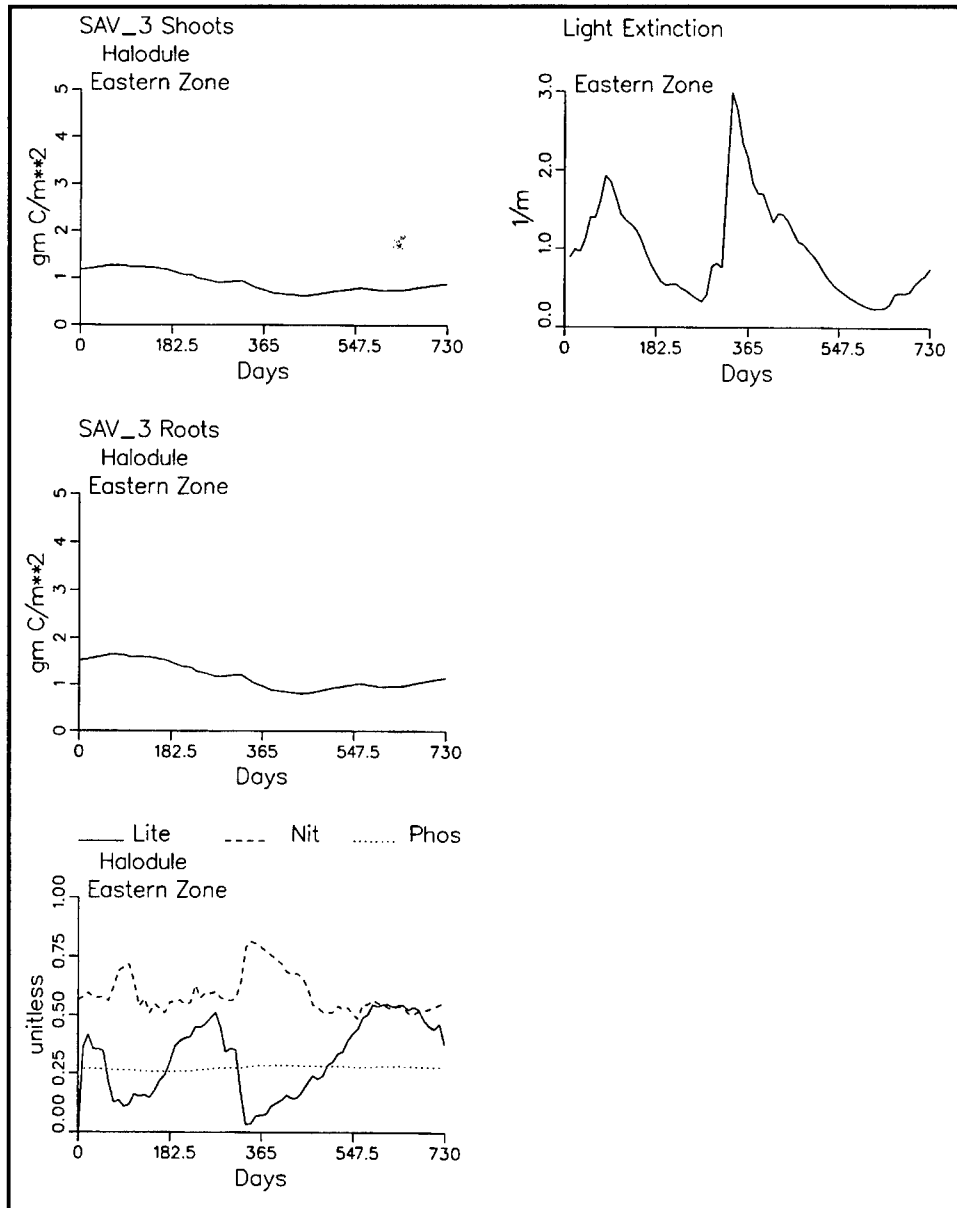 SAV_3 Shoots
Halodule
Eastern Zone
gm C/m**2
5
4
3
2
1
0
0 182.5 365 547.5 730
Days
Light Extinction
Eastern Zone
1/m
3.0
2.0
1.0
0.0
0 182.5 365 547.5 730
Days
SAV_3 Roots
Halodule
Eastern Zone
gm C/m**2
5
4
3
2
1
0
0 182.5 365 547.5 730
Days
Lite Nit Phos
Halodule
Eastern Zone
unitless
1.00
0.75
0.50
0.25
0.00
0 182.5 365 547.5 730
Days